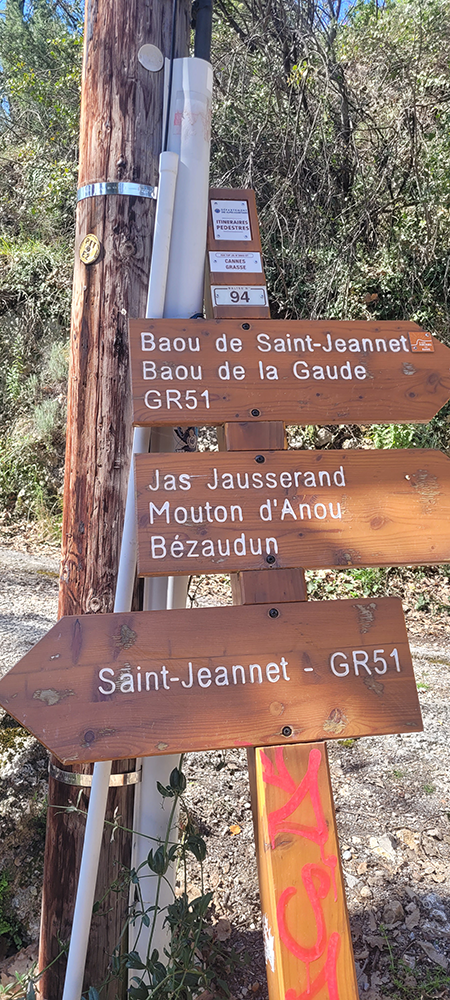 ITINERAIRES
PEDESTRES
CANNES
GRASSE
94
Baou de Saint-Jeannet
Baou de la Gaude
GR51
Jas Jausserand
Mouton d'Anou
Bézaudun
Saint-Jeannet - GR51